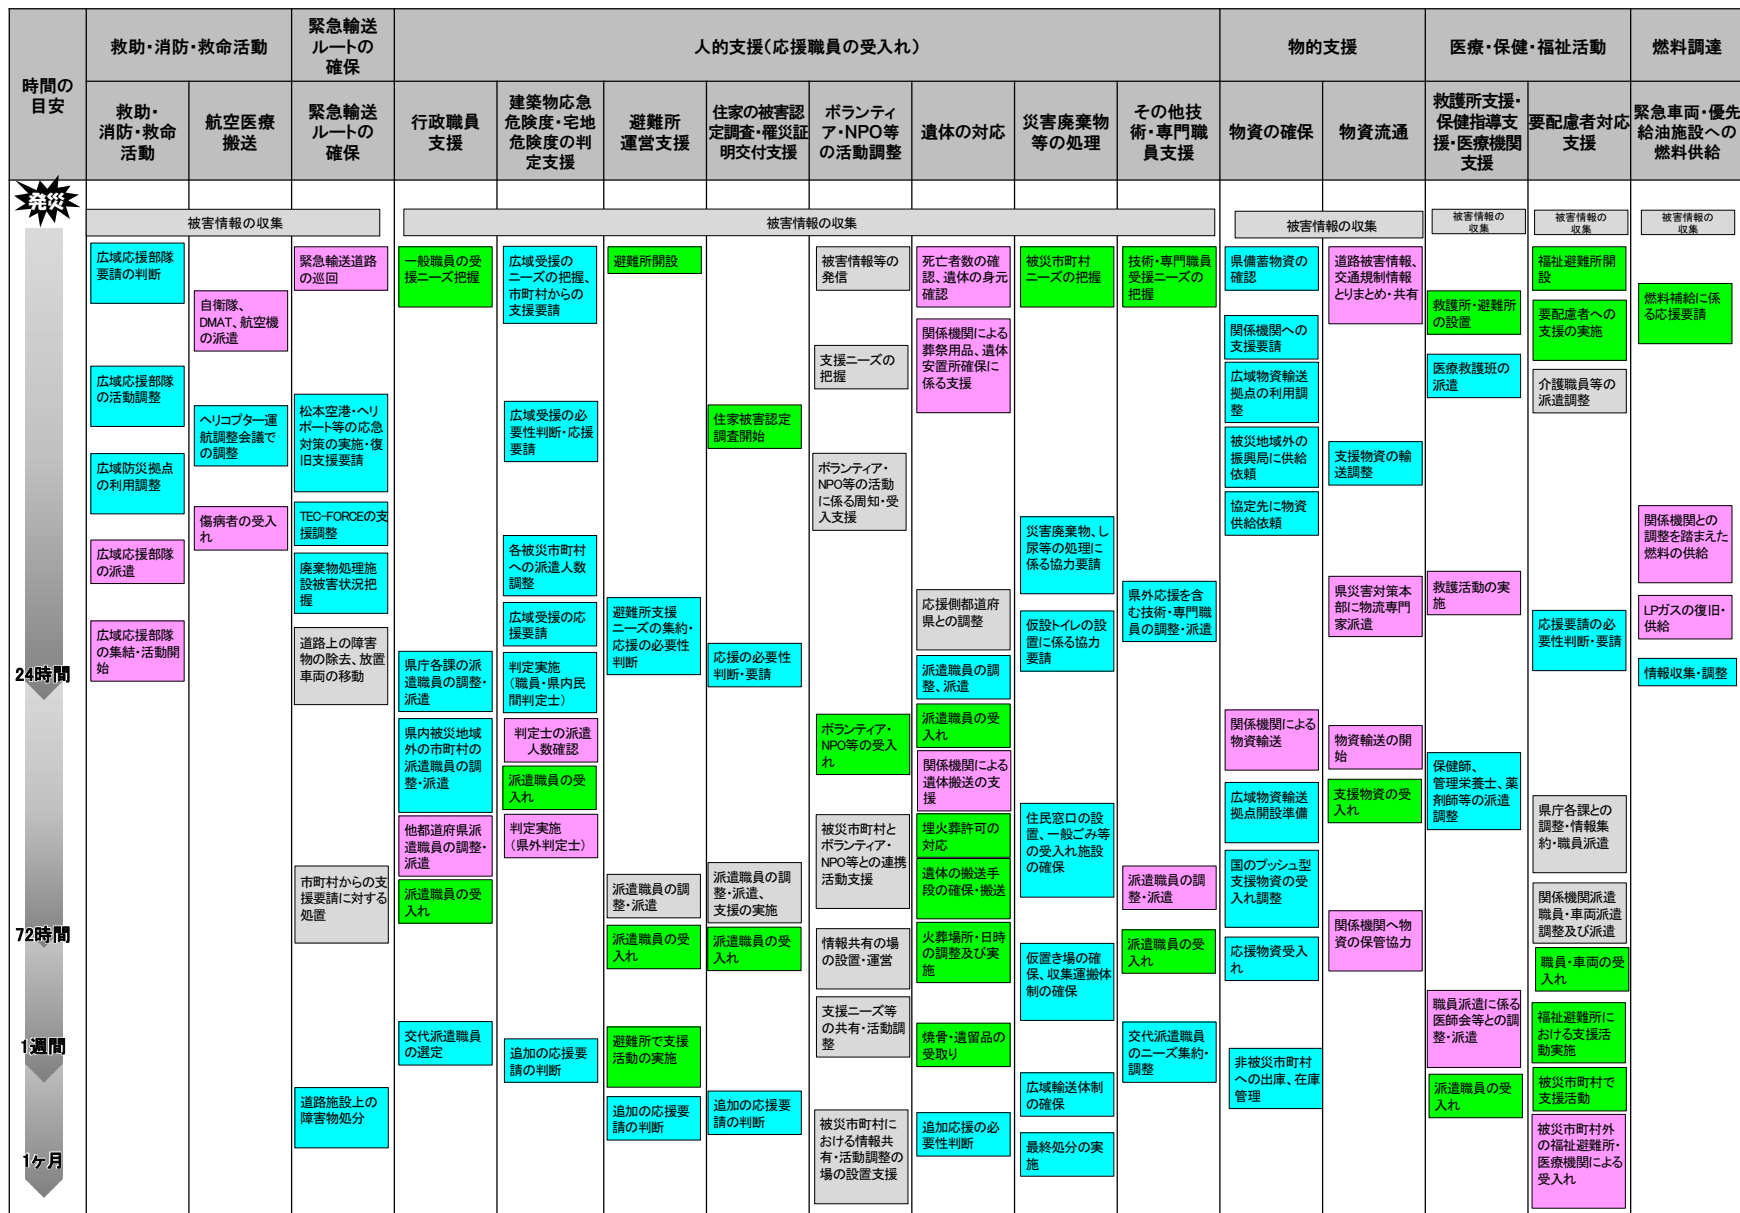 時間の
目安
救助・消防・救命活動
緊急輸送
ルートの
確保
人的支援(応援職員の受入れ)
物的支援
医療・保健・福祉活動
燃料調達
救助・
消防・救命
活動
航空医療
搬送
緊急輸送
ルートの
確保
行政職員
支援
建築物応急
危険度・宅地
危険度の判
定支援
避難所
運営支援
住家の被害認
定調査・罹災証
明交付支援
ボランティ
ア・NPO等
の活動調整
遺体の対応
災害廃棄物
等の処理
その他技
術・専門職
員支援
物資の確保
物資流通
救護所支援・
保健指導支
援・医療機関
支援
要配慮者対応
支援
緊急車両・優先
給油施設への
燃料供給
発災
24時間
72時間
1週間
1ヶ月
被害情報の収集
被害情報の収集
被害情報の収集
被害情報の
収集
被害情報の
収集
被害情報の
収集
広域応援部隊
要請の判断
広域応援部隊
の活動調整
広域防災拠点
の利用調整
広域応援部隊
の派遣
広域応援部隊
の集結・活動開
始
自衛隊、
DMAT、航空機
の派遣
ヘリコプター運
航調整会議で
の調整
傷病者の受入
れ
緊急輸送道路
の巡回
松本空港・ヘリ
ポート等の応急
対策の実施・復
旧支援要請
TEC-FORCEの支
援調整
廃棄物処理施
設被害状況把
握
道路上の障害
物の除去、放置
車両の移動
市町村からの支
援要請に対する
処置
道路施設上の
障害物処分
一般職員の受
援ニーズ把握
県庁各課の派
遣職員の調整・
派遣
県内被災地域
外の市町村の
派遣職員の調
整・派遣
他都道府県派
遣職員の調整・
派遣
派遣職員の受
入れ
交代派遣職員
の選定
広域受援の
ニーズの把握、
市町村からの
支援要請
広域受援の必
要性判断・応援
要請
各被災市町村
への派遣人数
調整
広域受援の応
援要請
判定実施
(職員・県内民
間判定士)
判定士の派遣
人数確認
派遣職員の受
入れ
判定実施
(県外判定士)
追加の応援要
請の判断
避難所開設
避難所支援
ニーズの集約・
応援の必要性
判断
派遣職員の調
整・派遣
派遣職員の受
入れ
避難所で支援
活動の実施
追加の応援要
請の判断
住家被害認定
調査開始
応援の必要性
判断・要請
派遣職員の調
整・派遣、
支援の実施
派遣職員の受
入れ
追加の応援要
請の判断
被害情報等の
発信
支援ニーズの
把握
ボランティア・
NPO等の活動
に係る周知・受
入支援
ボランティア・
NPO等の受入
れ
被災市町村と
ボランティア・
NPO等との連携
活動支援
情報共有の場
の設置・運営
支援ニーズ等
の共有・活動調
整
被災市町村に
おける情報共
有・活動調整の
場の設置支援
死亡者数の確
認、遺体の身元
確認
関係機関による
葬祭用品、遺体
安置所確保に
係る支援
応援側都道府
県との調整
派遣職員の調
整、派遣
派遣職員の受
入れ
関係機関による
遺体搬送の支
援
埋火葬許可の
対応
遺体の搬送手
段の確保・搬送
火葬場所・日時
の調整及び実
施
焼骨・遺留品の
受取り
追加応援の必
要性判断
被災市町村
ニーズの把握
災害廃棄物、し
尿等の処理に
係る協力要請
仮設トイレの設
置に係る協力
要請
住民窓口の設
置、一般ごみ等
の受入れ施設
の確保
仮置き場の確
保、収集運搬体
制の確保
広域輸送体制
の確保
最終処分の実
施
技術・専門職員
受援ニーズの
把握
県外応援を含
む技術・専門職
員の調整・派遣
派遣職員の調
整・派遣
派遣職員の受
入れ
交代派遣職員
のニーズ集約・
調整
県備蓄物資の
確認
関係機関への
支援要請
広域物資輸送
拠点の利用調
整
被災地域外の
振興局に供給
依頼
協定先に物資
供給依頼
関係機関による
物資輸送
広域物資輸送
拠点開設準備
国のプッシュ型
支援物資の受
入れ調整
応援物資受入
れ
非被災市町村
への出庫、在庫
管理
道路被害情報、
交通規制情報
とりまとめ・共有
支援物資の輸
送調整
県災害対策本
部に物流専門
家派遣
物資輸送の開
始
支援物資の受
入れ
関係機関へ物
資の保管協力
救護所・避難所
の設置
医療救護班の
派遣
救護活動の実
施
保健師、
管理栄養士、薬
剤師等の派遣
調整
職員派遣に係る
医師会等との調
整・派遣
派遣職員の受
入れ
福祉避難所開
設
要配慮者への
支援の実施
介護職員等の
派遣調整
応援要請の必
要性判断・要請
県庁各課との
調整・情報集
約・職員派遣
関係機関派遣
職員・車両派遣
調整及び派遣
職員・車両の受
入れ
福祉避難所に
おける支援活
動実施
被災市町村で
支援活動
被災市町村外
の福祉避難所・
医療機関による
受入れ
燃料補給に係
る応援要請
関係機関との
調整を踏まえた
燃料の供給
LPガスの復旧・
供給
情報収集・調整